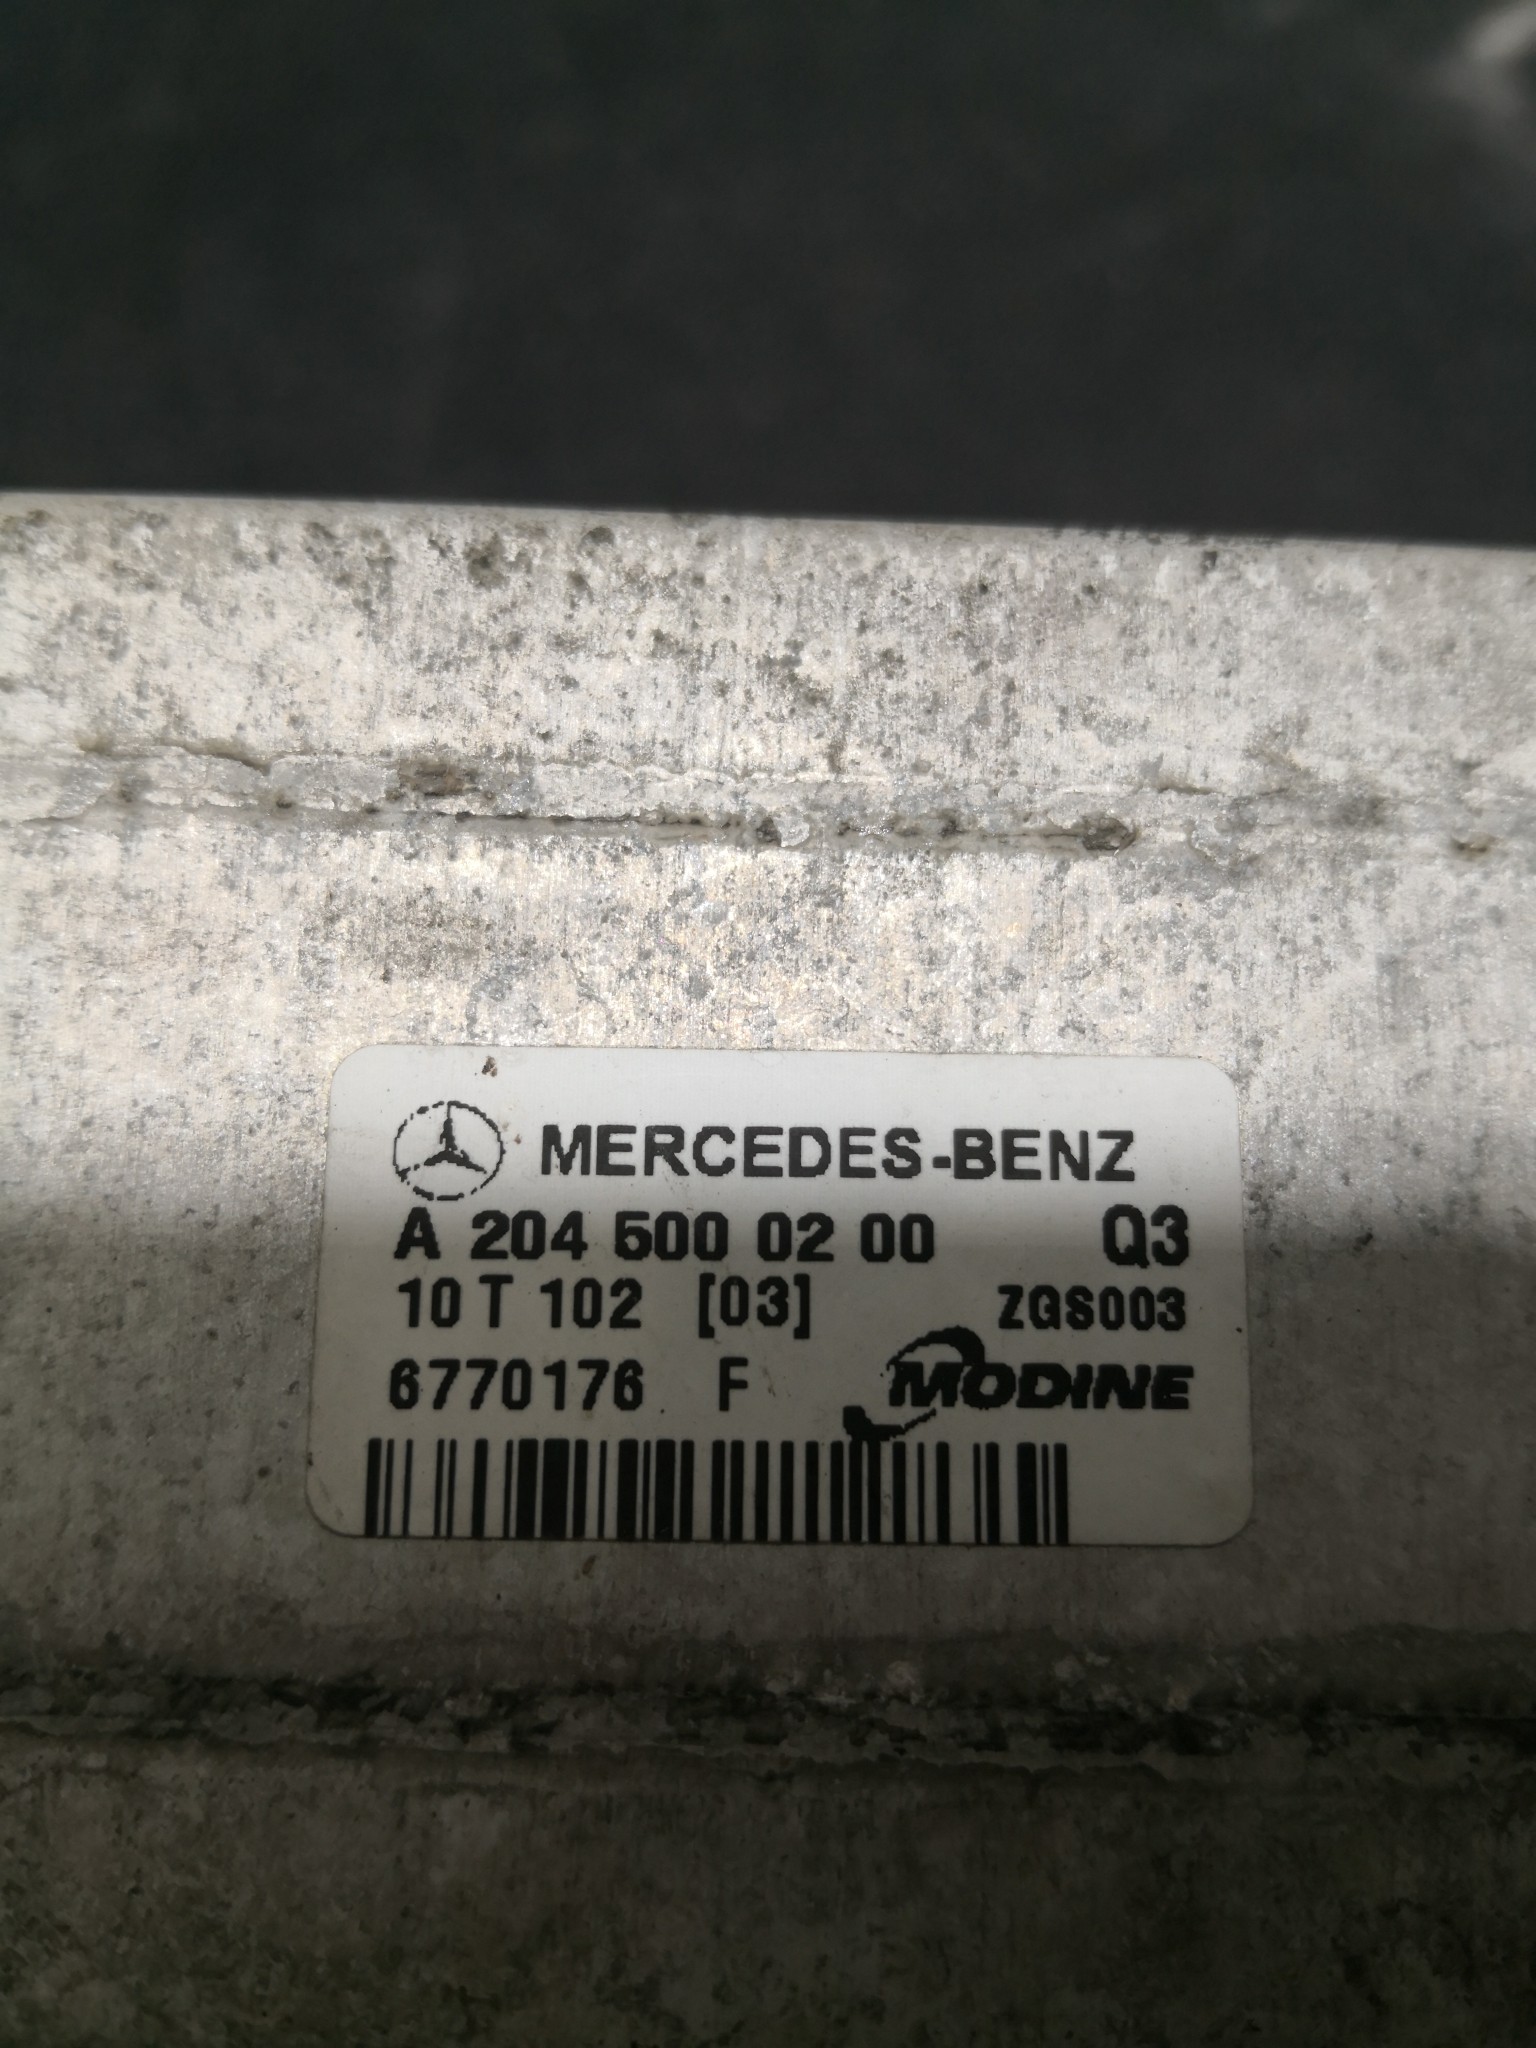 MERCEDES-BENZ
A 204 500 02 00 Q3
10 T 102 [03] ZGS003
6770176 F MODINE